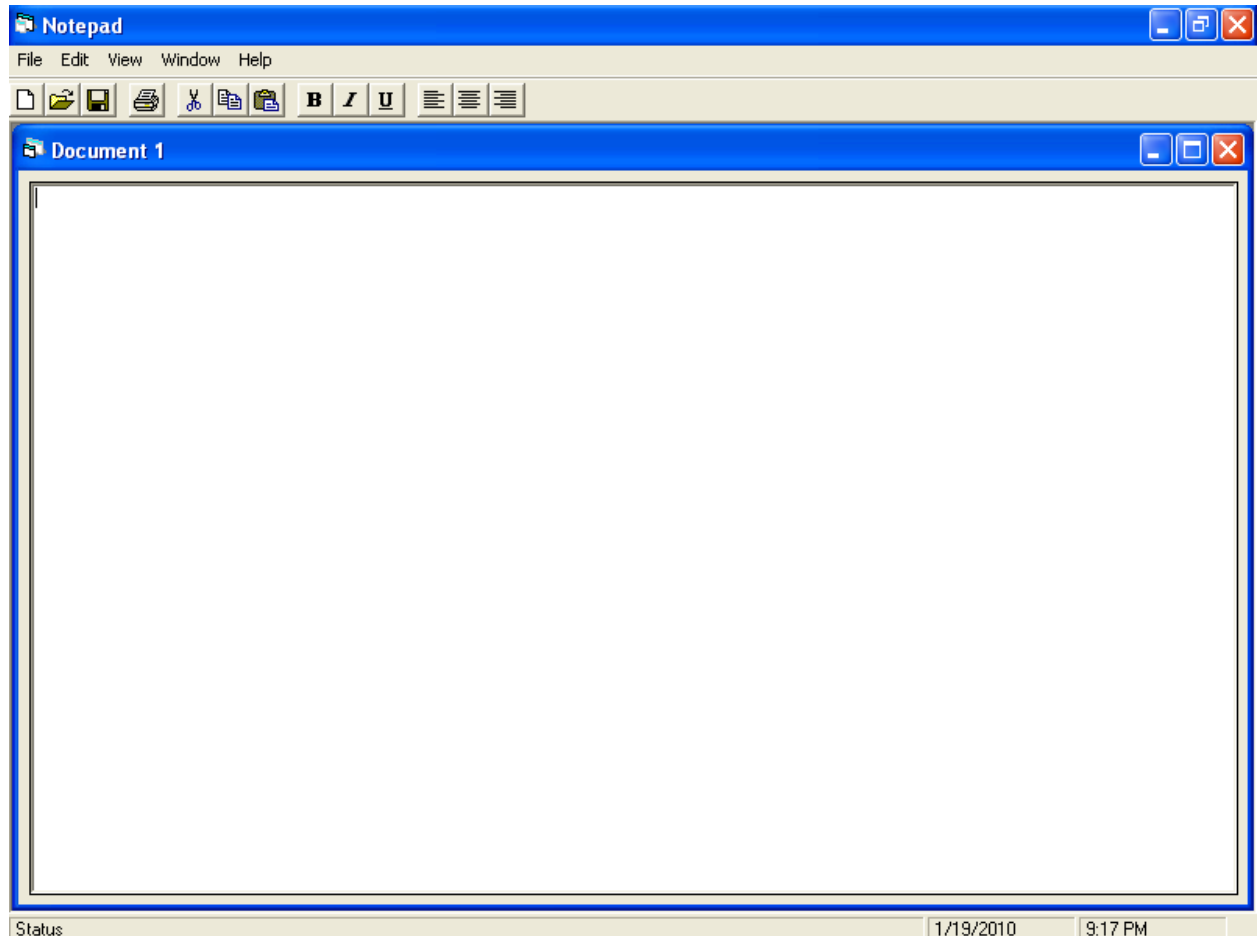 Notepad
File Edit View Window Help
B I U
Document 1
Status 1/19/2010 9:17 PM